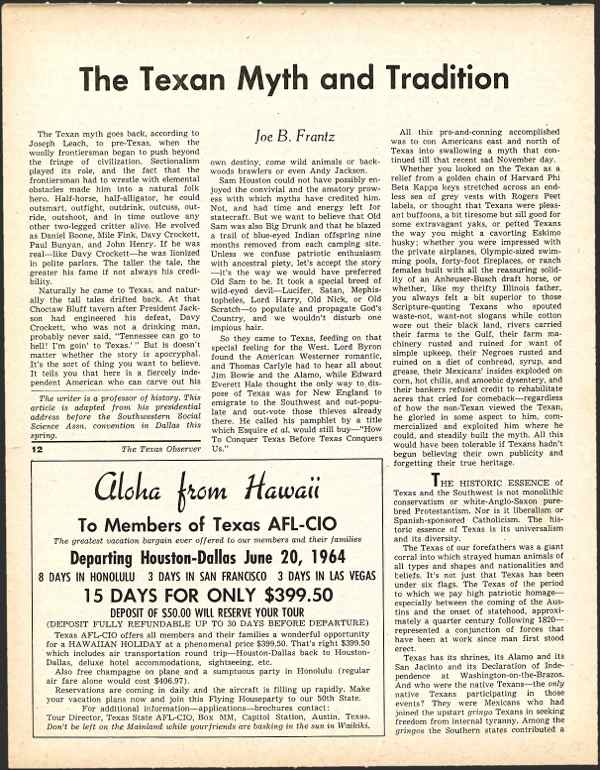 The Texan Myth and Tradition
Joe B. Frantz
The Texan myth goes back, according to
Joseph Leach, to pre-Texas, when the
woolly frontiersman began to push beyond
the fringe of civilization. Sectionalism
played its role, and the fact that the
frontiersman had to wrestle with elemental
obstacles made him into a natural folk
hero. Half-horse, half-alligator, he could
outsmart, outfight, outdrink, outcuss, out-
ride, outshoot, and in time outlove any
other two-legged critter alive. He evolved
as Daniel Boone, Mile Fink, Davy Crockett,
Paul Bunyan, and John Henry. If he was
real—like Davy Crockett—he was lionized
in polite parlors. The taller the tale, the
greater his fame if not always his credi-
bility.
Naturally he came to Texas, and natur-
ally the tall tales drifted back. At that
Choctaw Bluff tavern after President Jack-
son had engineered his defeat, Davy
Crockett, who was not a drinking man,
probably never said, "Tennessee can go to
hell! I'm goin' to Texas.' " But is doesn't
matter whether the story is apocryphal.
It's the sort of thing you want to believe.
It tells you that here is a fiercely inde-
pendent American who can carve out his
The writer is a professor of history. This
article is adapted from his presidential
address before the Southwestern Social
Science Assn. convention in Dallas this
spring.
12 The Texas Observer
own destiny, come wild animals or back-
woods brawlers or even Andy Jackson.
Sam Houston could not have possibly en-
joyed the convivial and the amatory prow-
ess with which myths have credited him.
Not, and had time and energy left for
statecraft. But we want to believe that Old
Sam was also Big Drunk and that he blazed
a trail of blue-eyed Indian offspring nine
months removed from each camping site.
Unless we confuse patriotic enthusiasm
with ancestral piety, let's accept the story
—it's the way we would have preferred
Old Sam to be. It took a special breed of
wild-eyed devil—Lucifer, Satan, Mephis-
topheles, Lord Harry, Old Nick, or Old
Scratch—to populate and propagate God's
Country, and we wouldn't disturb one
impious hair.
So they came to Texas, feeding on that
special feeling for the West. Lord Byron
found the American Westerner romantic,
and Thomas Carlyle had to hear all about
Jim Bowie and the Alamo, while Edward
Everett Hale thought the only way to dis-
pose of Texas was for New England to
emigrate to the Southwest and out-popu-
late and out-vote those thieves already
there. He called his pamphlet by a title
which Esquire et al. would still buy—"How
To Conquer Texas Before Texas Conquers
Us."
All this pro-and-conning accomplished
was to con Americans east and north of
Texas into swallowing a myth that con-
tinued till that recent sad November day.
Whether you looked on the Texan as a
relief from a golden chain of Harvard Phi
Beta Kappa keys stretched across an end-
less sea of grey vests with Rogers Peet
labels, or thought that Texans were pleas-
ant buffoons, a bit tiresome but still good for
some extravagant yaks, or petted Texans
the way you might a cavorting Eskimo
husky; whether you were impressed with
the private airplanes, Olympic-sized swim-
ming pools, forty-foot fireplaces, or ranch
females built with all the reassuring solid-
ity of an Anheuser-Busch draft horse, or
whether, like my thrifty Illinois father,
you always felt a bit superior to those
Scripture-quoting Texans who spouted
waste-not, want-not slogans while cotton
wore out their black land, rivers carried
their farms to the Gulf, their farm ma-
chinery rusted and ruined for want of
simple upkeep, their Negroes rusted and
ruined on a diet of cornbread, syrup, and
grease, their Mexicans' insides exploded on
corn, hot chilis, and amoebic dysentery, and
their bankers refused credit to rehabilitate
acres that cried for comeback—regardless
of how the non-Texan viewed the Texan,
he gloried in some aspect to him, com-
mercialized and exploited him where he
could, and steadily built the myth. All this
would have been tolerable if Texans hadn't
begun believing their own publicity and
forgetting their true heritage.
THE HISTORIC ESSENCE of
Texas and the Southwest is not monolithic
conservatism or white-Anglo-Saxon pure-
bred Protestantism. Nor is it liberalism or
Spanish-sponsored Catholicism. The his-
toric essence of Texas is its universalism
and its diversity.
The Texas of our forefathers was a giant
corral into which strayed human animals of
all types and shapes and nationalities and
beliefs. It's not just that Texas has been
under six flags. The Texas of the period
to which we pay high patriotic homage—
especially between the coming of the Aus-
tins and the onset of statehood, approxim-
ately a quarter century following 1820—
represented a conjunction of forces that
have been at work since man first stood
erect.
Texas has its shrines, its Alamo and its
San Jacinto and its Declaration of Inde-
pendence at Washington-on-the-Brazos.
And who were the native Texans—the only
native Texans participating in those
events? They were Mexicans who had
joined the upstart gringo Texans in seeking
freedom from internal tyranny. Among the
gringos the Southern states contributed a
Aloha from Hawaii
To Members of Texas AFL-CIO
The greatest vacation bargain ever offered to our members and their families
Departing Houston-Dallas June 20, 1964
8 DAYS IN HONOLULU 3 DAYS IN SAN FRANCISCO 3 DAYS IN LAS VEGAS
15 DAYS FOR ONLY $399.50
DEPOSIT OF $50.00 WILL RESERVE YOUR TOUR
(DEPOSIT FULLY REFUNDABLE UP TO 30 DAYS BEFORE DEPARTURE)
Texas AFL-CIO offers all members and their families a wonderful opportunity
for a HAWAIIAN HOLIDAY at a phenomenal price $399.50. That's right $399.50
which includes air transportation round trip—Houston-Dallas back to Houston-
Dallas, deluxe hotel accommodations, sightseeing, etc.
Also free champagne on plane and a sumptuous party in Honolulu (regular
air fare alone would cost $406.97).
Reservations are coming in daily and the aircraft is filling up rapidly. Make
your vacation plans now and join this Flying Houseparty to our 50th State.
For additional information—applications—brochures contact:
Tour Director, Texas State AFL-CIO, Box MM, Capitol Station, Austin, Texas.
Don't be left on the Mainland while your friends are basking in the sun in Waikiki.